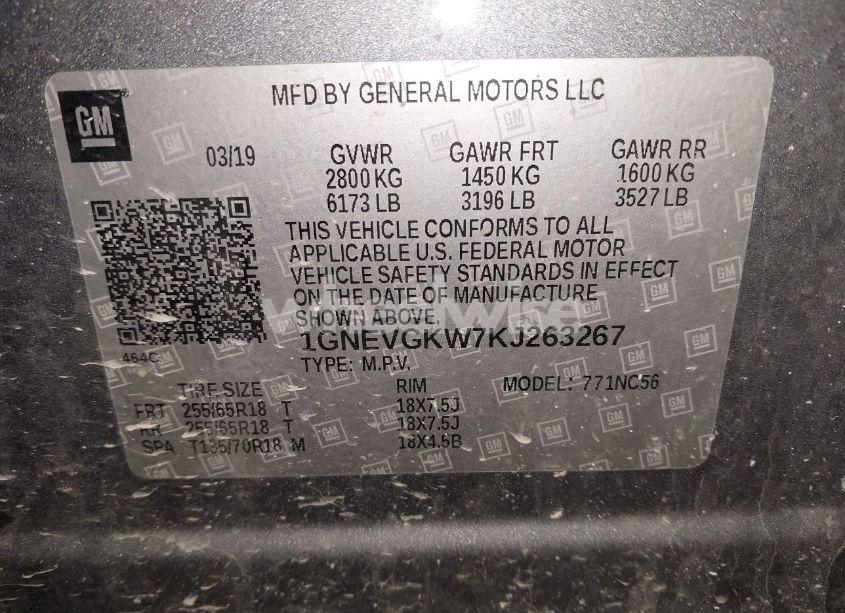 GM
MFD BY GENERAL MOTORS LLC
03/19 GVWR GAWR FRT GAWR RR
2800 KG 1450 KG 1600 KG
6173 LB 3196 LB 3527 LB
THIS VEHICLE CONFORMS TO ALL
APPLICABLE U.S. FEDERAL MOTOR
VEHICLE SAFETY STANDARDS IN EFFECT
ON THE DATE OF MANUFACTURE
SHOWN ABOVE.
1GNEVGKW7KJ263267
464C
TYPE: M.P.V.
TIRE SIZE RIM MODEL: 771NC56
FRT 255/65R18 T 18X7.5J
RR 255/65R18 T 18X7.5J
SPA T135/70R18 M 18X4.5B